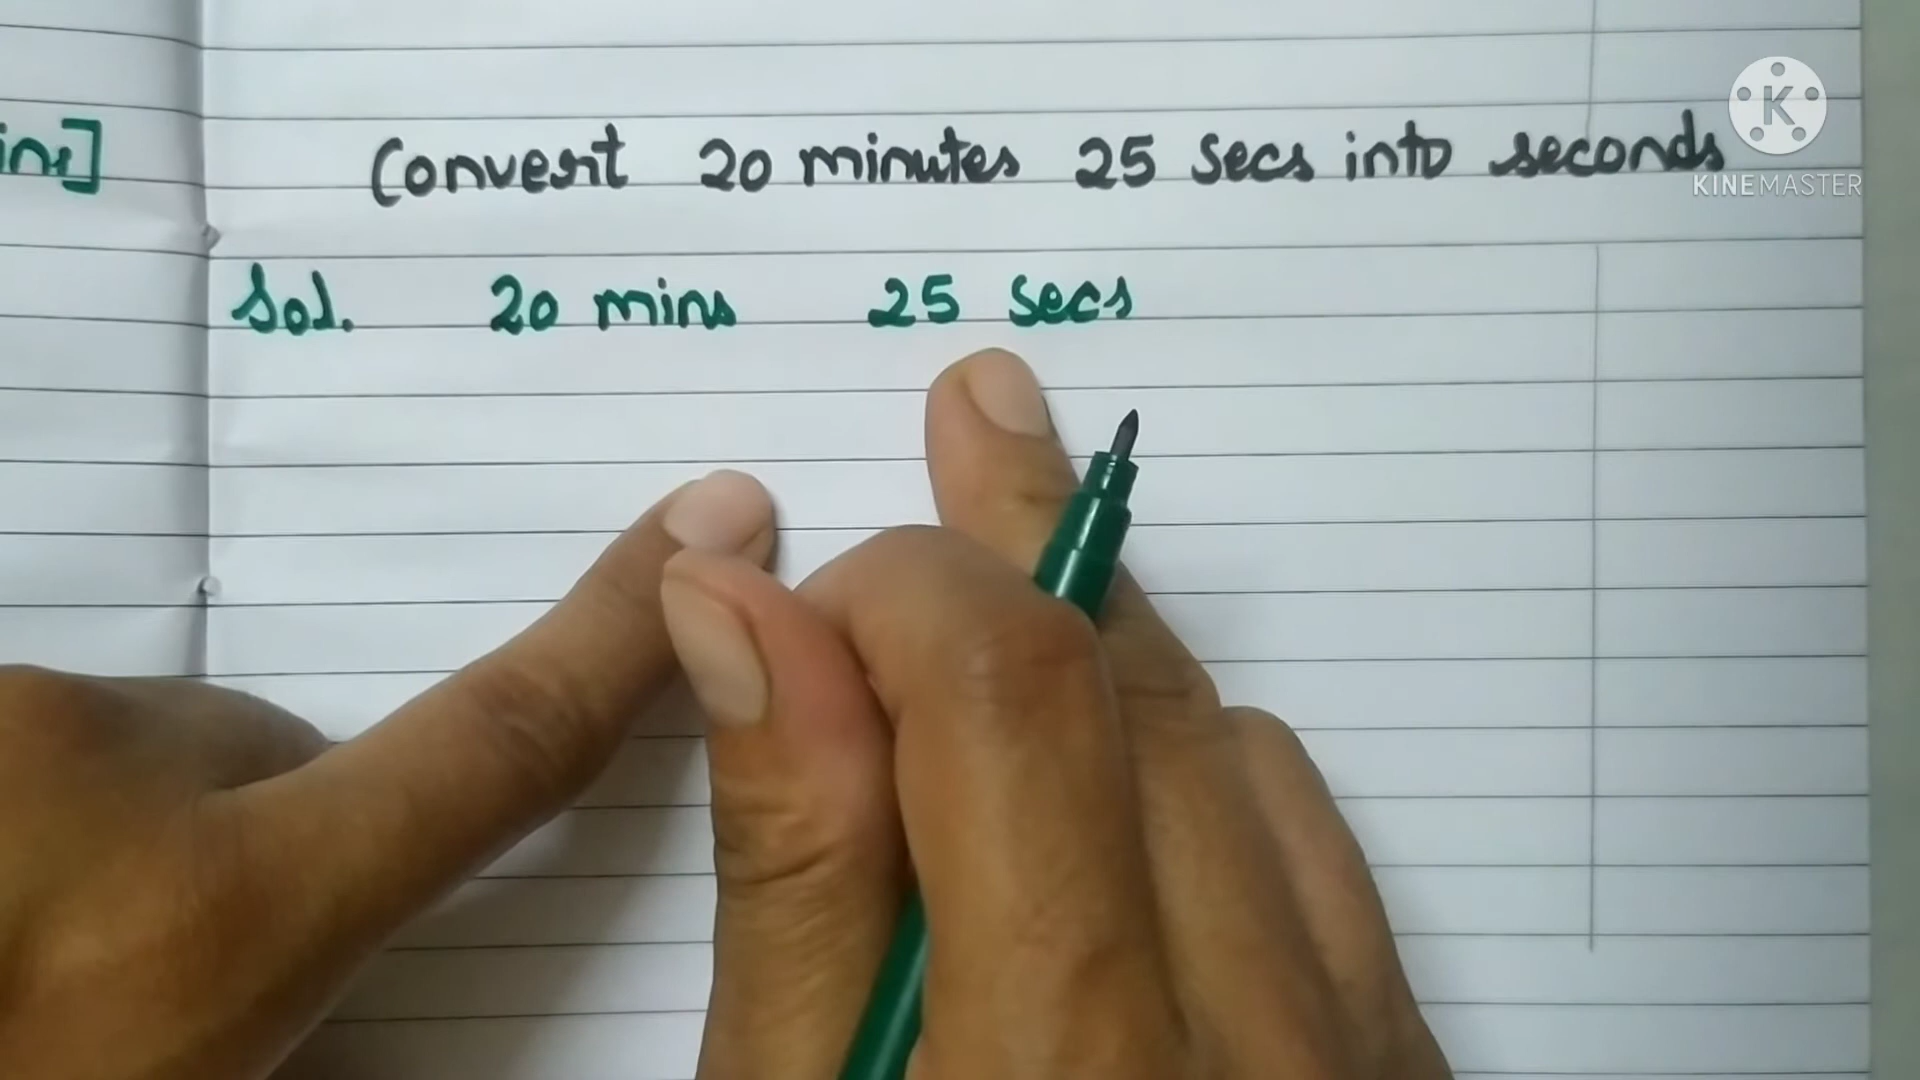 Convert 20 minutes 25 secs into seconds
KINEMASTER
Sol. 20 mins 25 secs